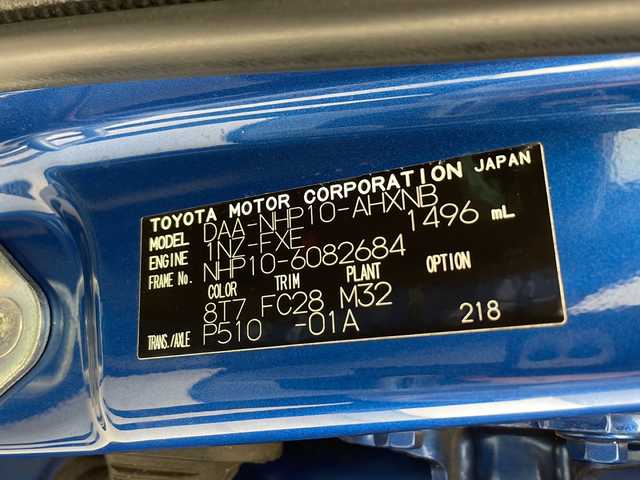 TOYOTA MOTOR CORPORATION JAPAN
MODEL DAA-NHP10-AHXNB
ENGINE 1NZ-FXE 1496 mL
FRAME No. NHP10-6082684
COLOR TRIM PLANT OPTION
8T7 FC28 M32
TRANS./AXLE P510 -01A 218